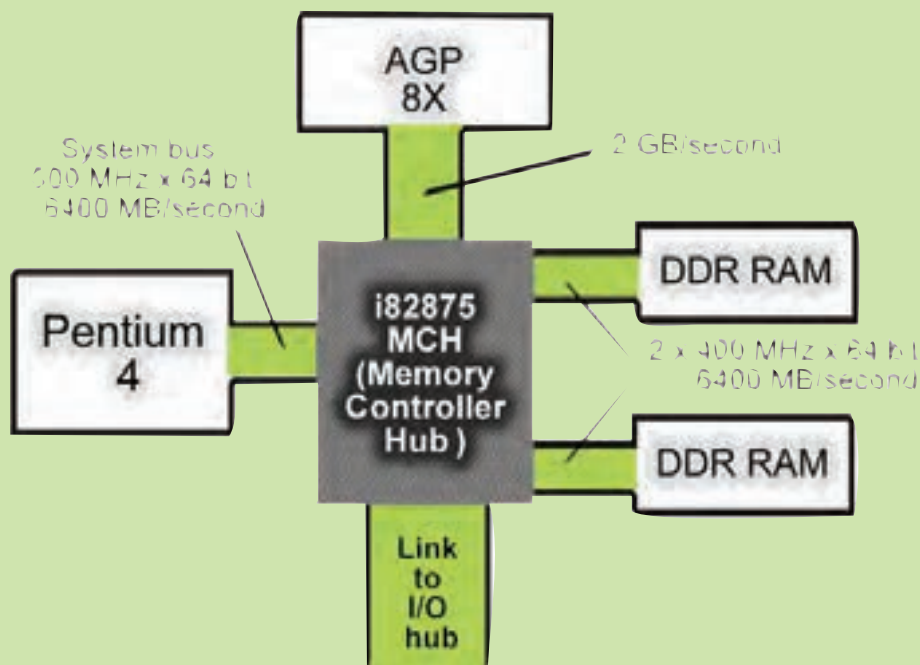 AGP
8X
System bus
MHz x 64 bit
6400 MB/second
2 GB/second
DDR RAM
Pentium
4
i82875
MCH
(Memory
Controller
Hub)
2 x 400 MHz x 64 bit
6400 MB/second
DDR RAM
Link
to
I/O
hub